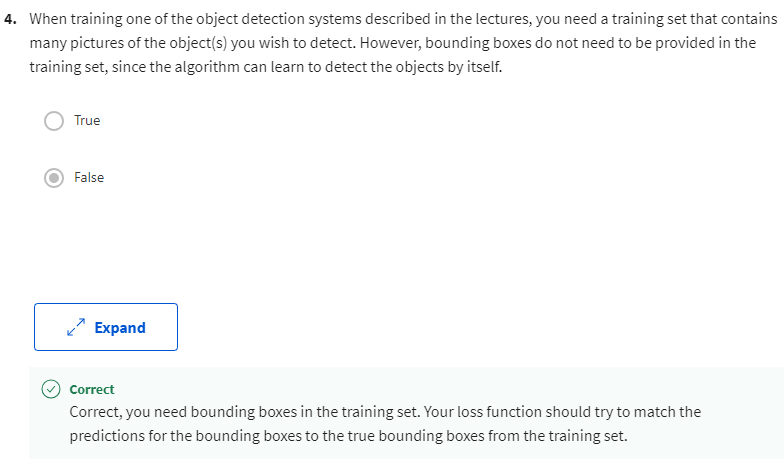 4. When training one of the object detection systems described in the lectures, you need a training set that contains
many pictures of the object(s) you wish to detect. However, bounding boxes do not need to be provided in the
training set, since the algorithm can learn to detect the objects by itself.
True
False
Expand
Correct
Correct, you need bounding boxes in the training set. Your loss function should try to match the
predictions for the bounding boxes to the true bounding boxes from the training set.